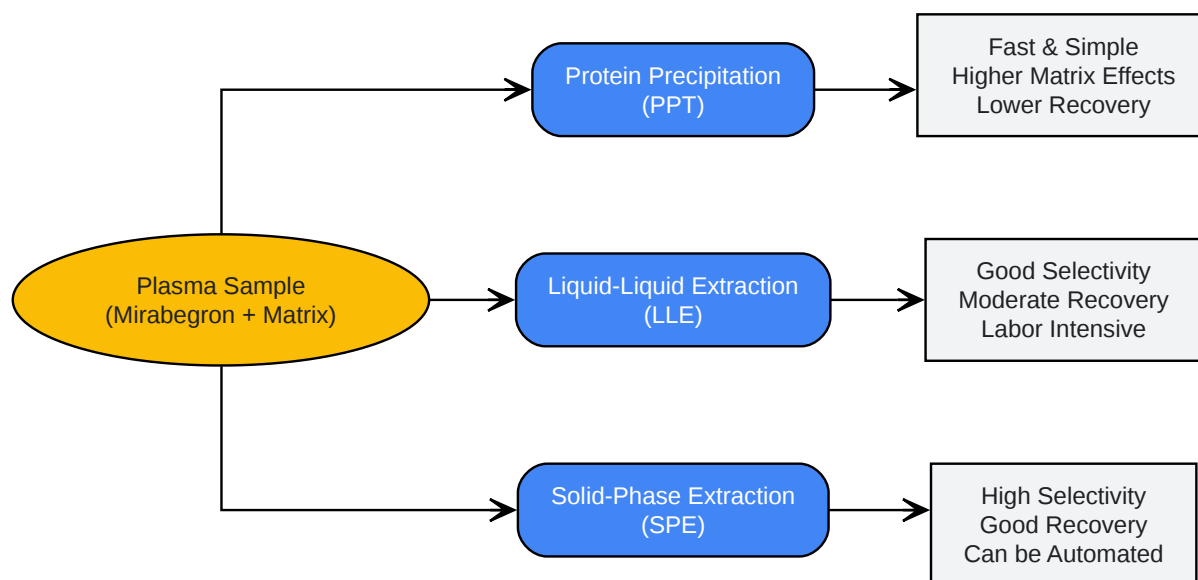 Protein Precipitation
(PPT)
Fast & Simple
Higher Matrix Effects
Lower Recovery
Plasma Sample
(Mirabegron + Matrix)
Liquid-Liquid Extraction
(LLE)
Good Selectivity
Moderate Recovery
Labor Intensive
Solid-Phase Extraction
(SPE)
High Selectivity
Good Recovery
Can be Automated